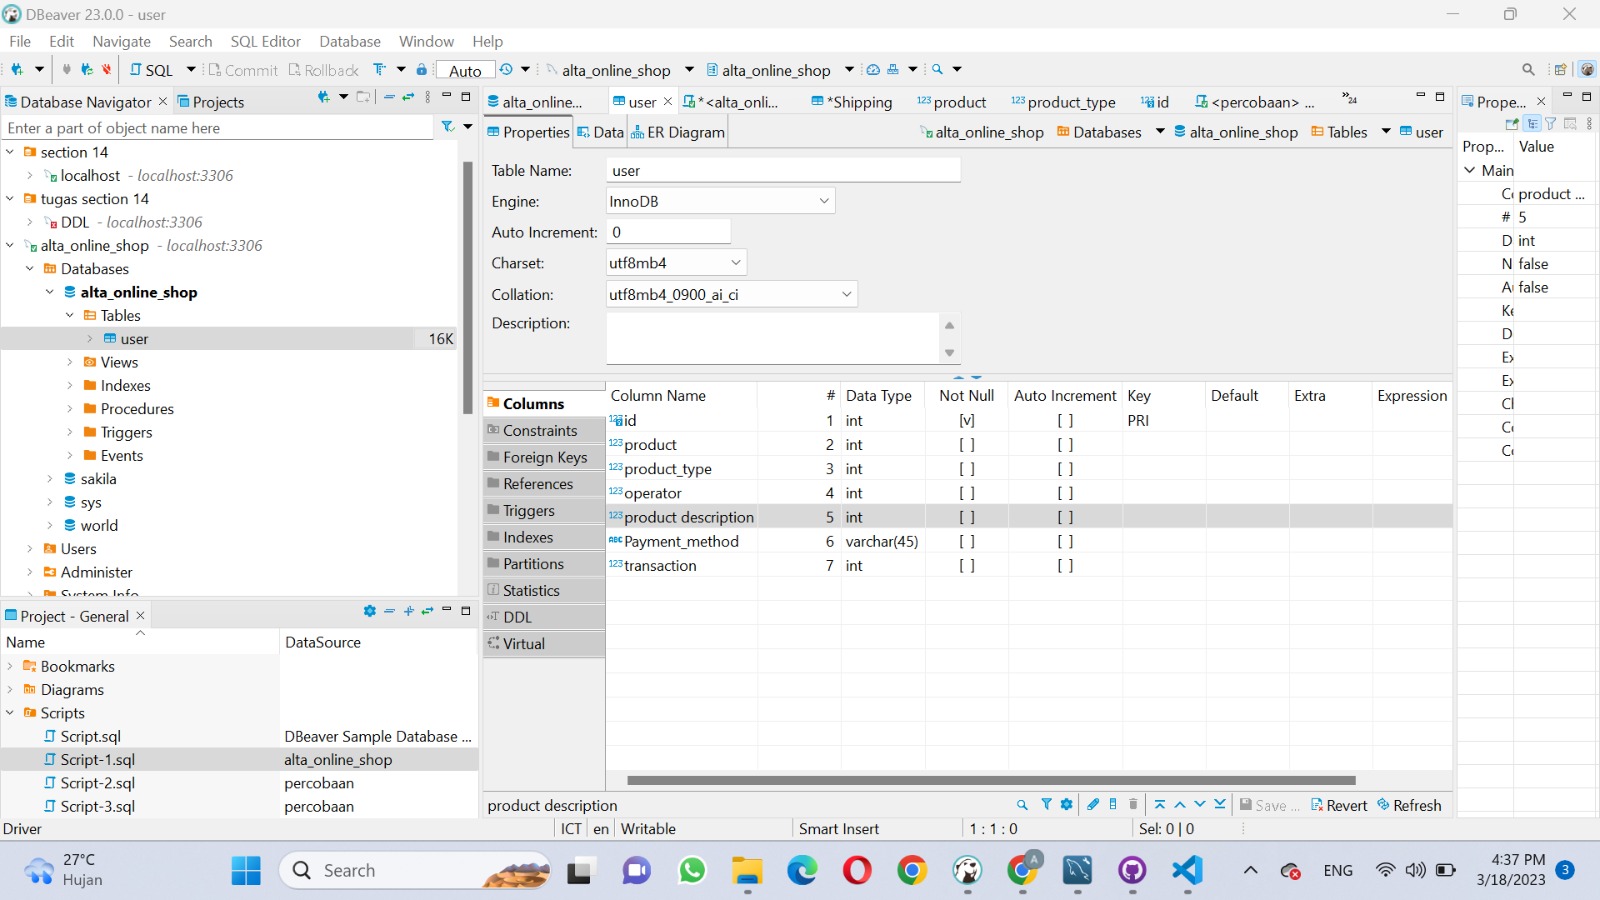 DBeaver 23.0.0 - user
File Edit Navigate Search SQL Editor Database Window Help
SQL Commit Rollback Auto alta_online_shop alta_online_shop
Database Navigator Projects
Enter a part of object name here
section 14
localhost - localhost:3306
tugas section 14
DDL - localhost:3306
alta_online_shop - localhost:3306
Databases
alta_online_shop
Tables
user 16K
Views
Indexes
Procedures
Triggers
Events
sakila
sys
world
Users
Administer
System Info
Project - General
Name DataSource
Bookmarks
Diagrams
Scripts
Script.sql DBeaver Sample Database ...
Script-1.sql alta_online_shop
Script-2.sql percobaan
Script-3.sql percobaan
alta_online... user *<alta_onli... *Shipping product product_type id <percobaan> ... »24
Properties Data ER Diagram alta_online_shop Databases alta_online_shop Tables user
Table Name: user
Engine: InnoDB
Auto Increment: 0
Charset: utf8mb4
Collation: utf8mb4_0900_ai_ci
Description:
Columns
Constraints
Foreign Keys
References
Triggers
Indexes
Partitions
Statistics
DDL
Virtual
Column Name # Data Type Not Null Auto Increment Key Default Extra Expression
123 id 1 int [v] [ ] PRI
123 product 2 int [ ] [ ]
123 product_type 3 int [ ] [ ]
123 operator 4 int [ ] [ ]
123 product description 5 int [ ] [ ]
ABC Payment_method 6 varchar(45) [ ] [ ]
123 transaction 7 int [ ] [ ]
product description Save ... Revert Refresh
Prope...
Prop... Value
Main
C product ...
# 5
D int
N false
A false
Ke
D
Ex
Ex
Cl
C
C
Driver ICT en Writable Smart Insert 1 : 1 : 0 Sel: 0 | 0
27°C
Hujan
Search
A
ENG
4:37 PM
3/18/2023
3